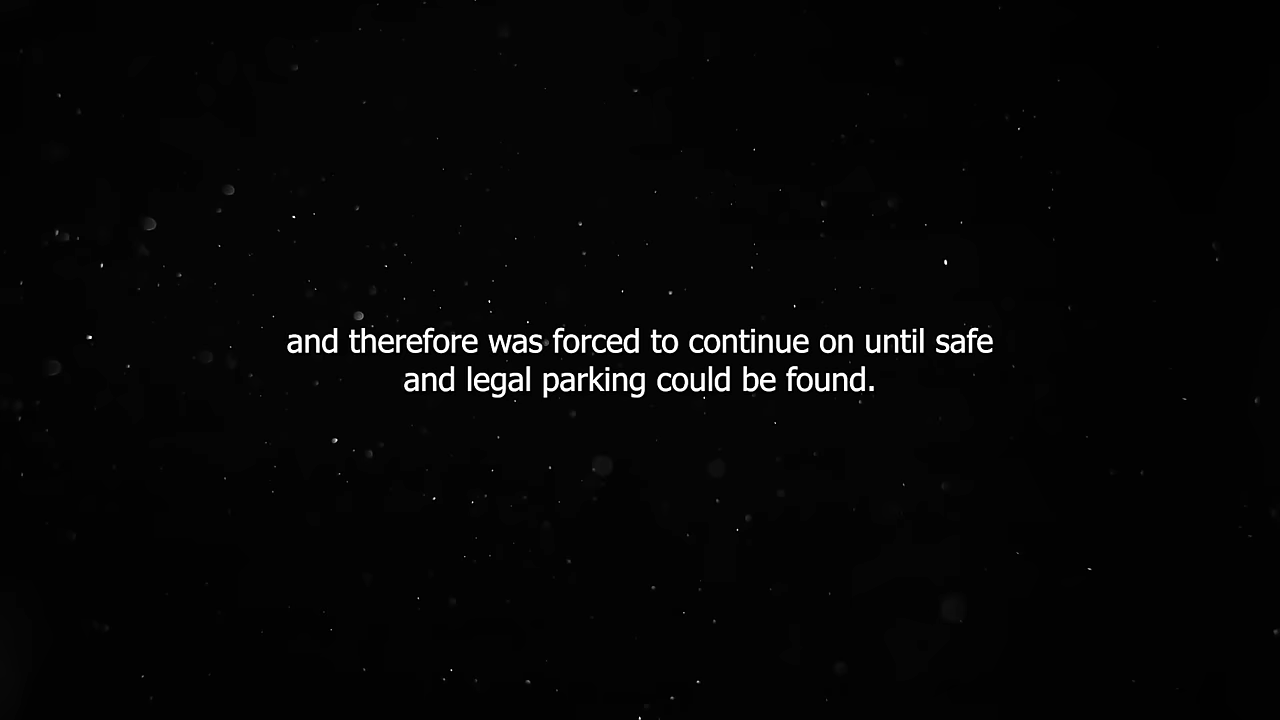 and therefore was forced to continue on until safe
and legal parking could be found.